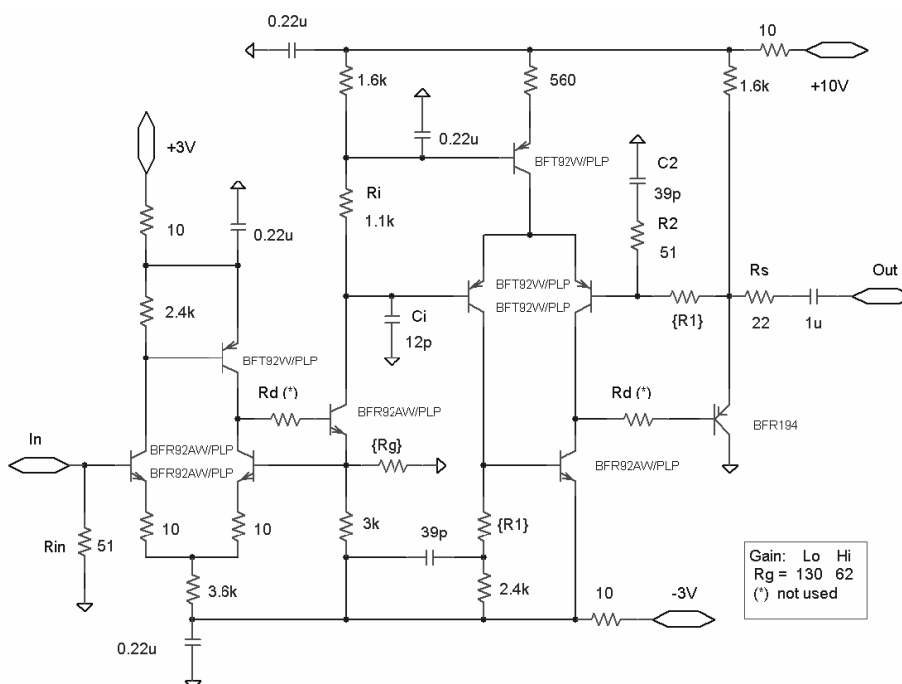 0.22u
10
+10V
1.6k
560
1.6k
+3V
0.22u
BFT92W/PLP
C2
39p
10
0.22u
Ri
1.1k
R2
51
2.4k
BFT92W/PLP
BFT92W/PLP
Rs
Out
{R1}
22
1u
Ci
12p
BFT92W/PLP
Rd (*)
Rd (*)
BFR92AW/PLP
BFR194
In
BFR92AW/PLP
BFR92AW/PLP
{Rg}
BFR92AW/PLP
Rin
51
10
10
3k
39p
{R1}
3.6k
2.4k
10
-3V
0.22u
Gain: Lo Hi
Rg = 130 62
(*) not used